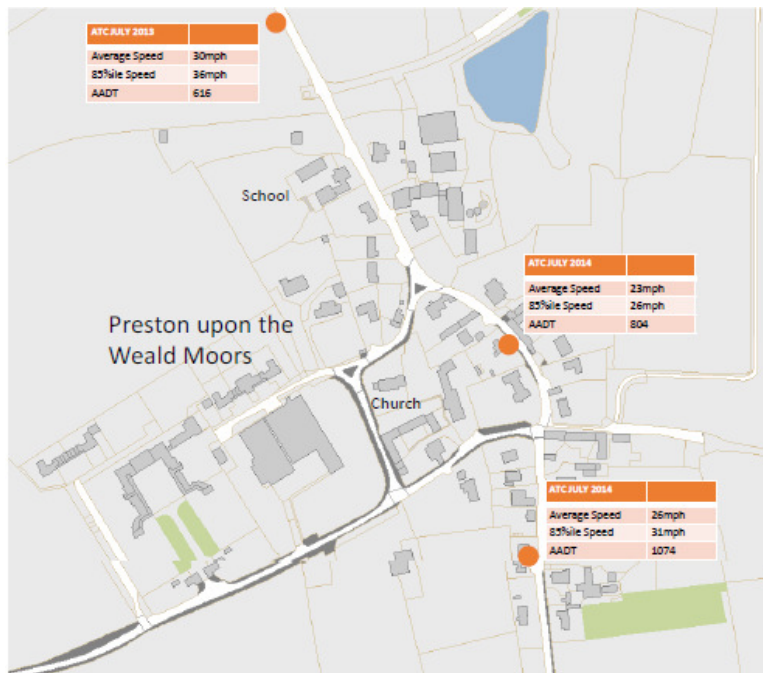 ATC JULY 2013
Average Speed 30mph
85%ile Speed 36mph
AADT 616
School
ATC JULY 2014
Average Speed 23mph
85%ile Speed 26mph
AADT 804
Preston upon the
Weald Moors
Church
ATC JULY 2014
Average Speed 26mph
85%ile Speed 31mph
AADT 1074